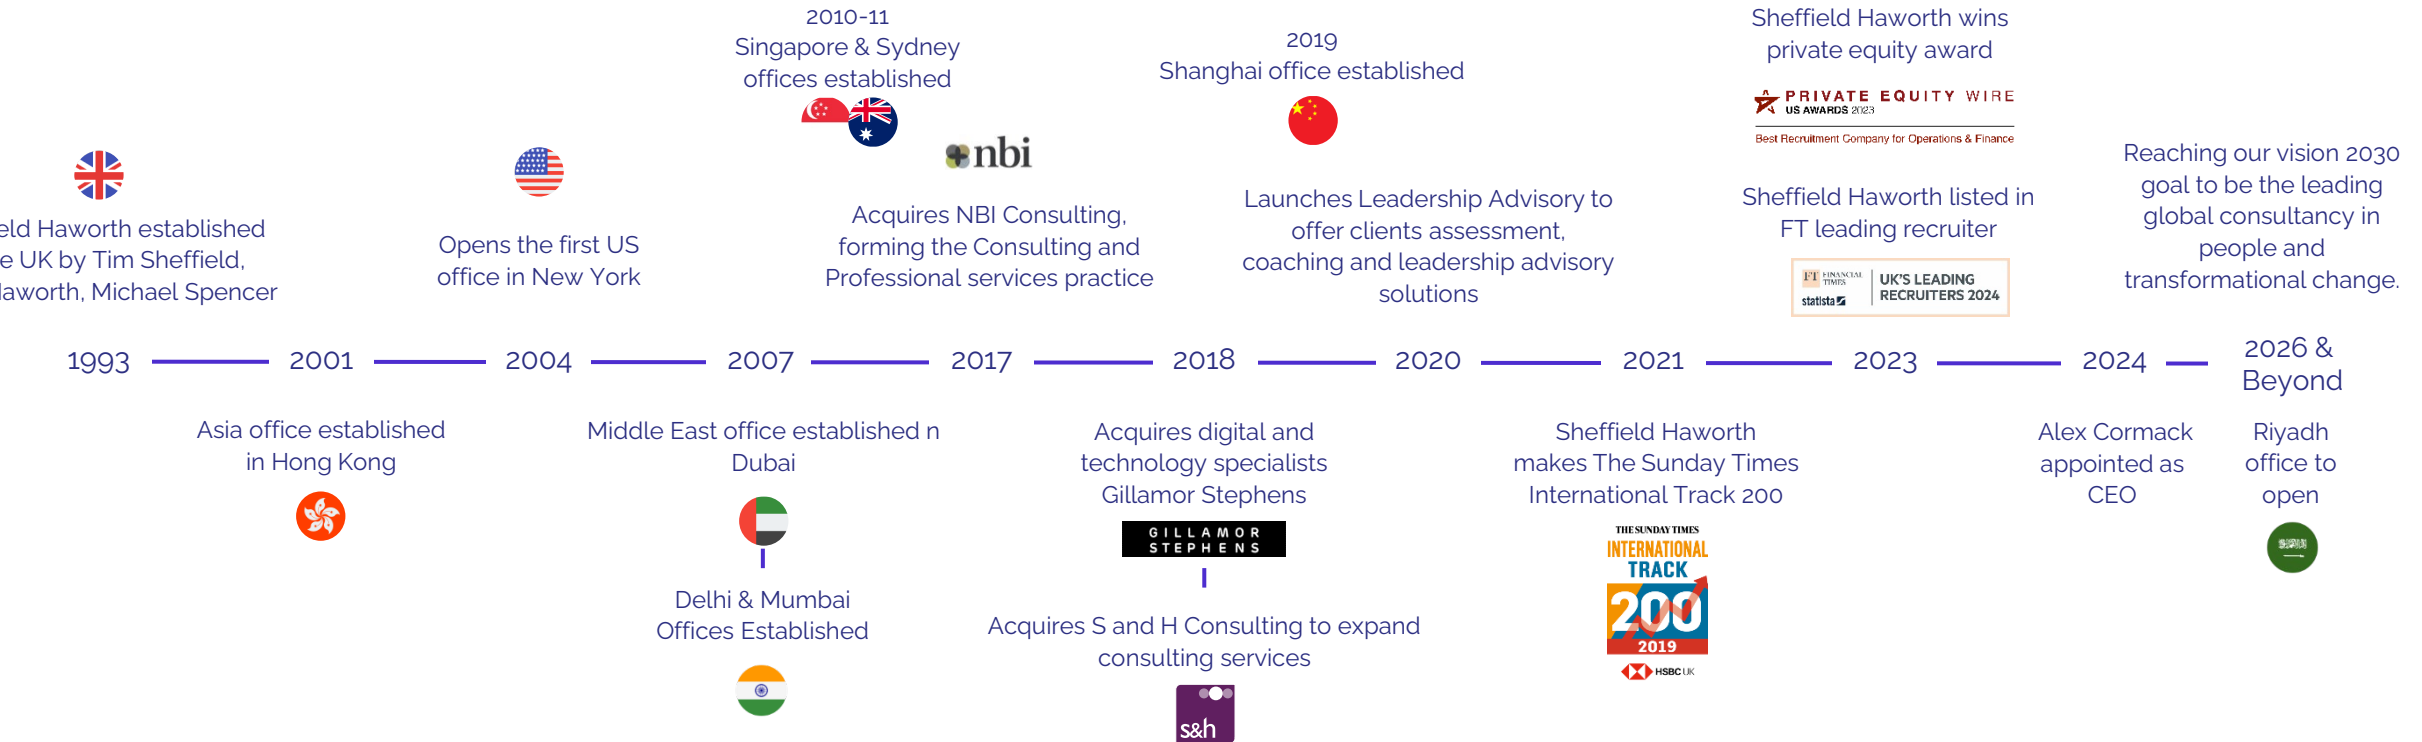 2010-11
Singapore & Sydney
offices established
2019
Shanghai office established
Sheffield Haworth wins
private equity award
PRIVATE EQUITY WIRE
US AWARDS 2023
Best Recruitment Company for Operations & Finance
nbi
eld Haworth established
e UK by Tim Sheffield,
Haworth, Michael Spencer
Opens the first US
office in New York
Acquires NBI Consulting,
forming the Consulting and
Professional services practice
Launches Leadership Advisory to
offer clients assessment,
coaching and leadership advisory
solutions
Sheffield Haworth listed in
FT leading recruiter
FT FINANCIAL
TIMES
statista
UK'S LEADING
RECRUITERS 2024
Reaching our vision 2030
goal to be the leading
global consultancy in
people and
transformational change.
1993
2001
2004
2007
2017
2018
2020
2021
2023
2024
2026 &
Beyond
Asia office established
in Hong Kong
Middle East office established n
Dubai
Delhi & Mumbai
Offices Established
Acquires digital and
technology specialists
Gillamor Stephens
GILLAMOR
STEPHENS
Acquires S and H Consulting to expand
consulting services
s&h
Sheffield Haworth
makes The Sunday Times
International Track 200
THE SUNDAY TIMES
INTERNATIONAL
TRACK
200
2019
HSBC UK
Alex Cormack
appointed as
CEO
Riyadh
office to
open